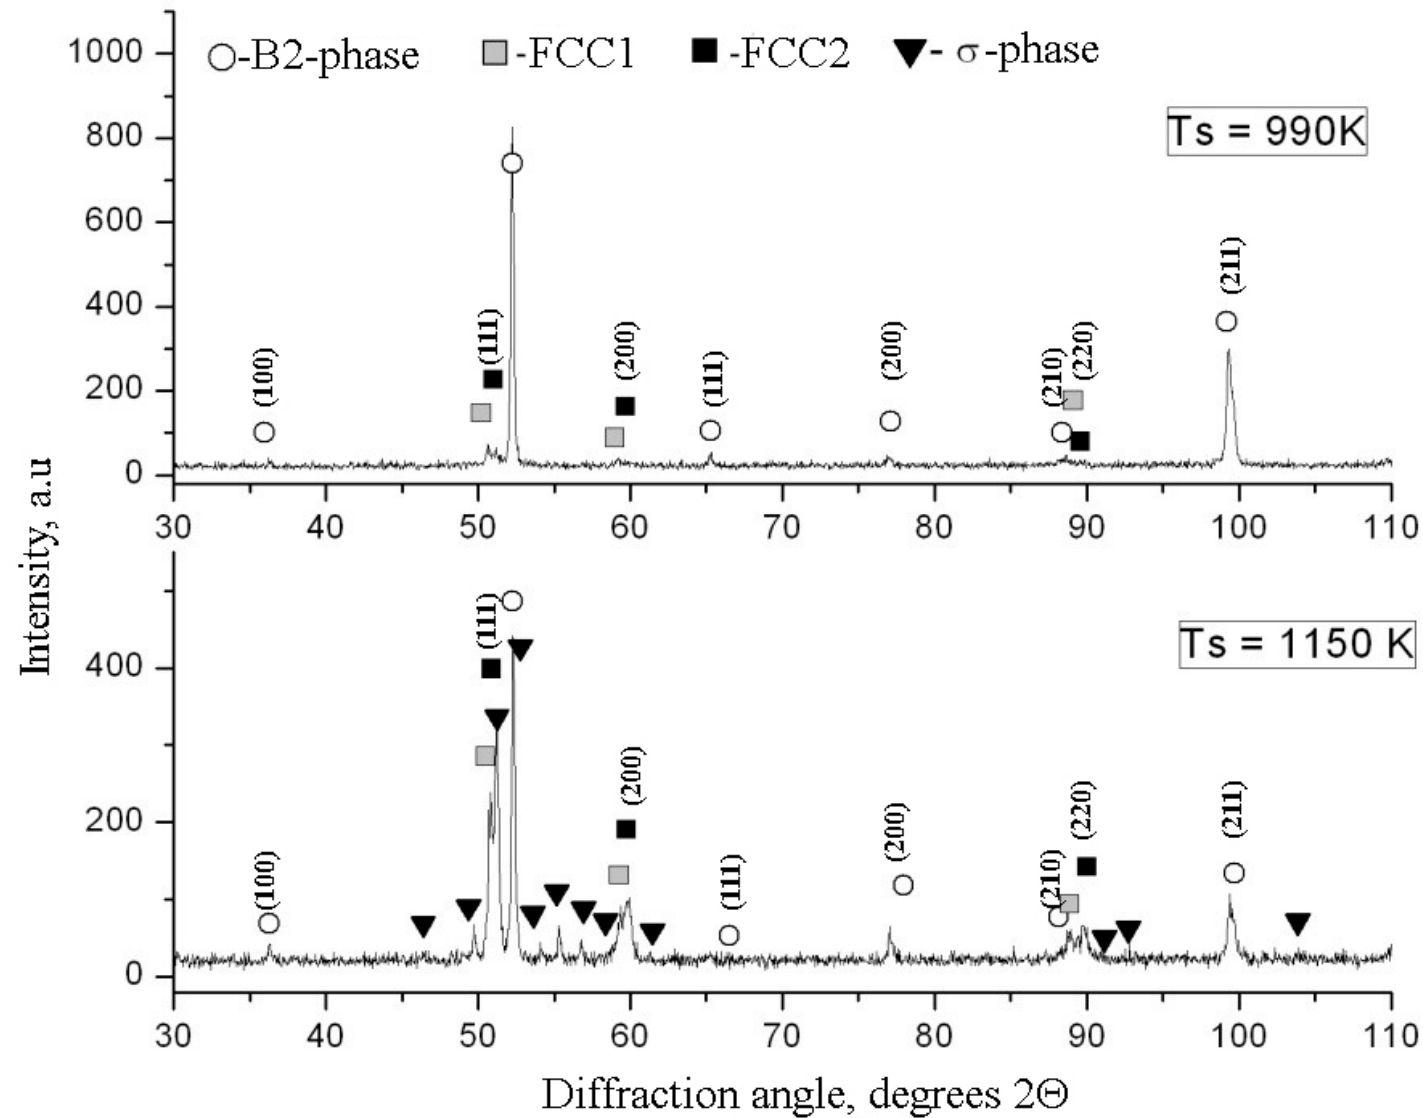 1000
-B2-phase -FCC1 -FCC2 - σ-phase
Ts = 990K
800
600
400
200
0
(100) (111) (200) (111) (200) (210) (220) (211)
30 40 50 60 70 80 90 100 110
Intensity, a.u
Ts = 1150 K
400
200
0
(100) (111) (200) (111) (200) (210) (220) (211)
30 40 50 60 70 80 90 100 110
Diffraction angle, degrees 2Θ